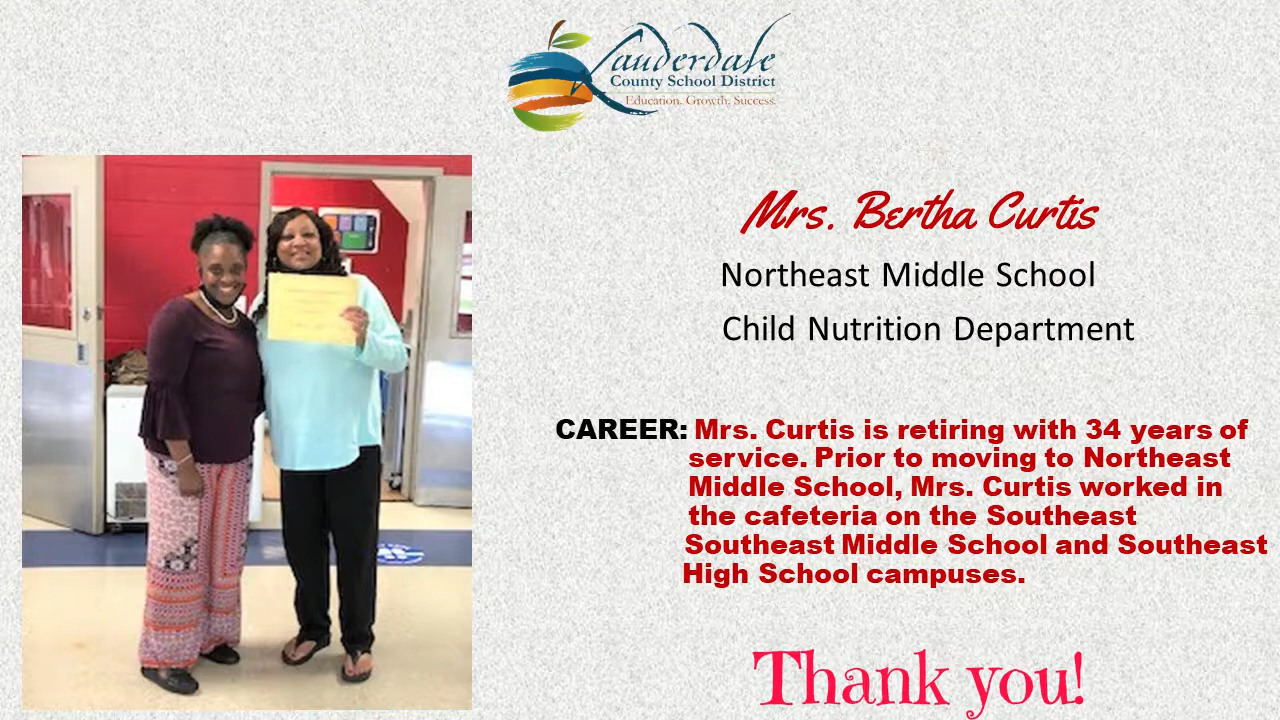 Lauderdale
County School District
Education. Growth. Success.
Mrs. Bertha Curtis
Northeast Middle School
Child Nutrition Department
CAREER: Mrs. Curtis is retiring with 34 years of
service. Prior to moving to Northeast
Middle School, Mrs. Curtis worked in
the cafeteria on the Southeast
Southeast Middle School and Southeast
High School campuses.
Thank you!